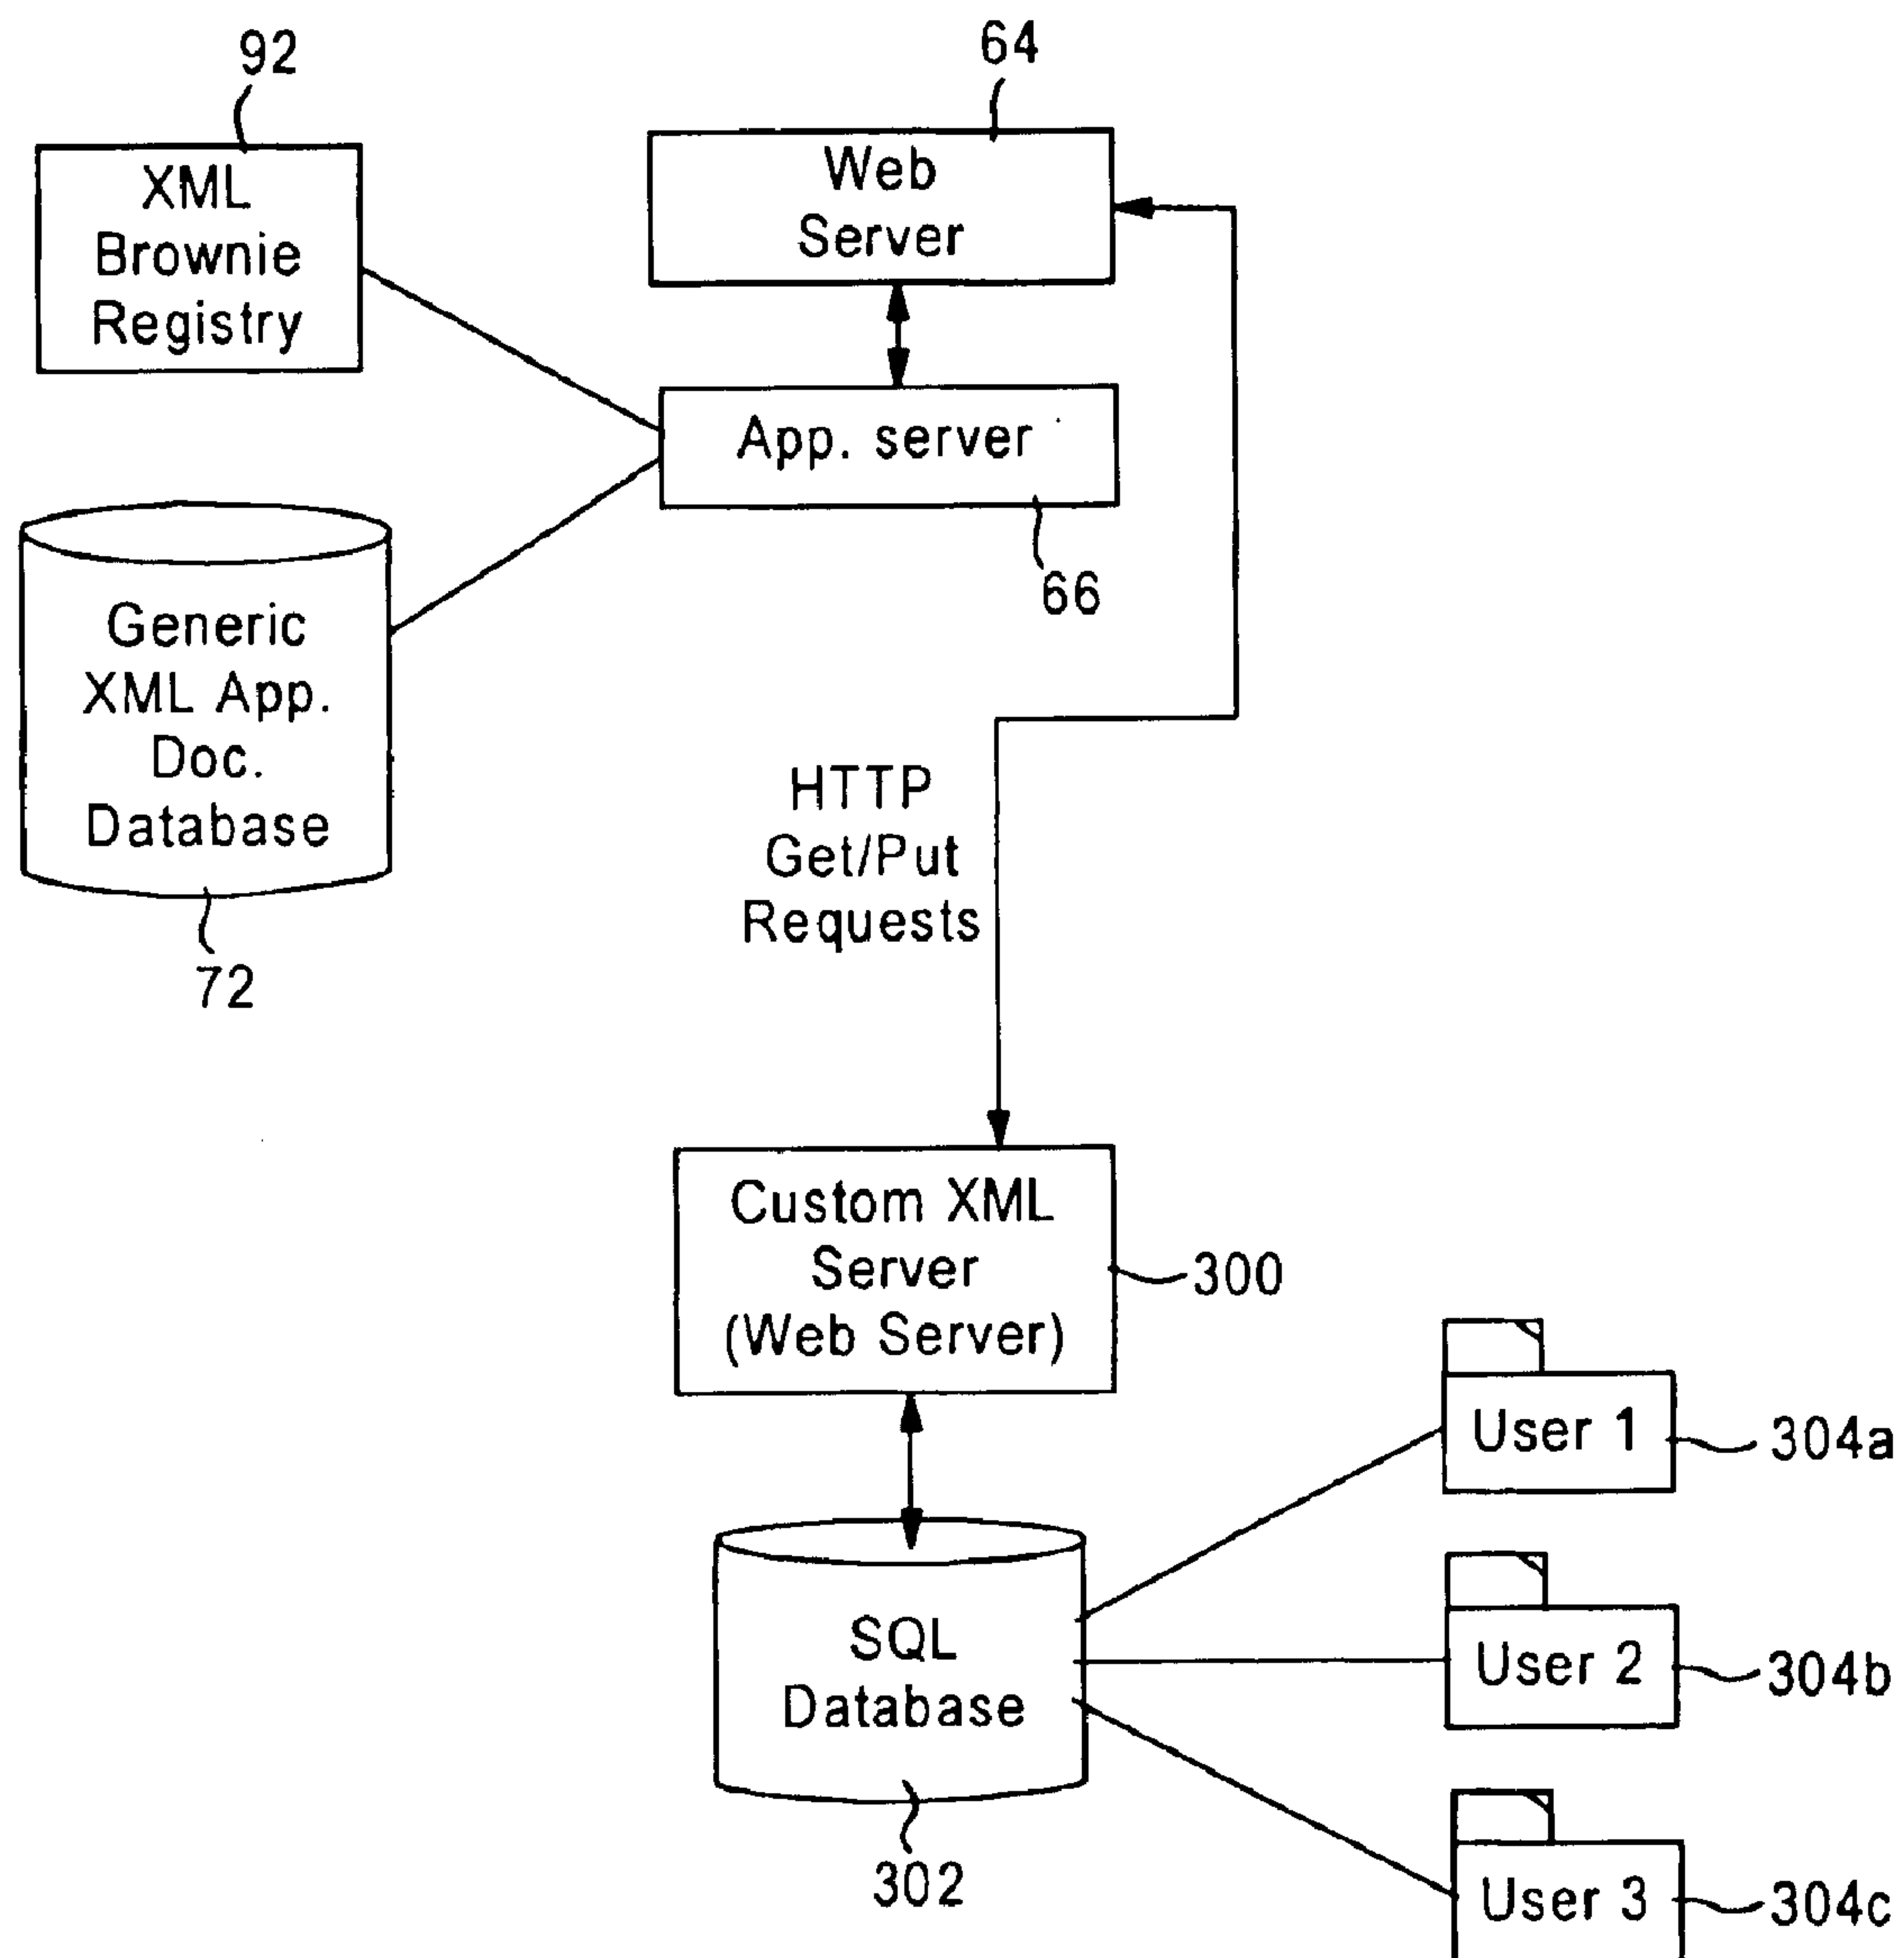 92
XML
Brownie
Registry
64
Web
Server
App. server
66
Generic
XML App.
Doc.
Database
72
HTTP
Get/Put
Requests
Custom XML
Server
(Web Server)
300
SQL
Database
302
User 1
304a
User 2
304b
User 3
304c